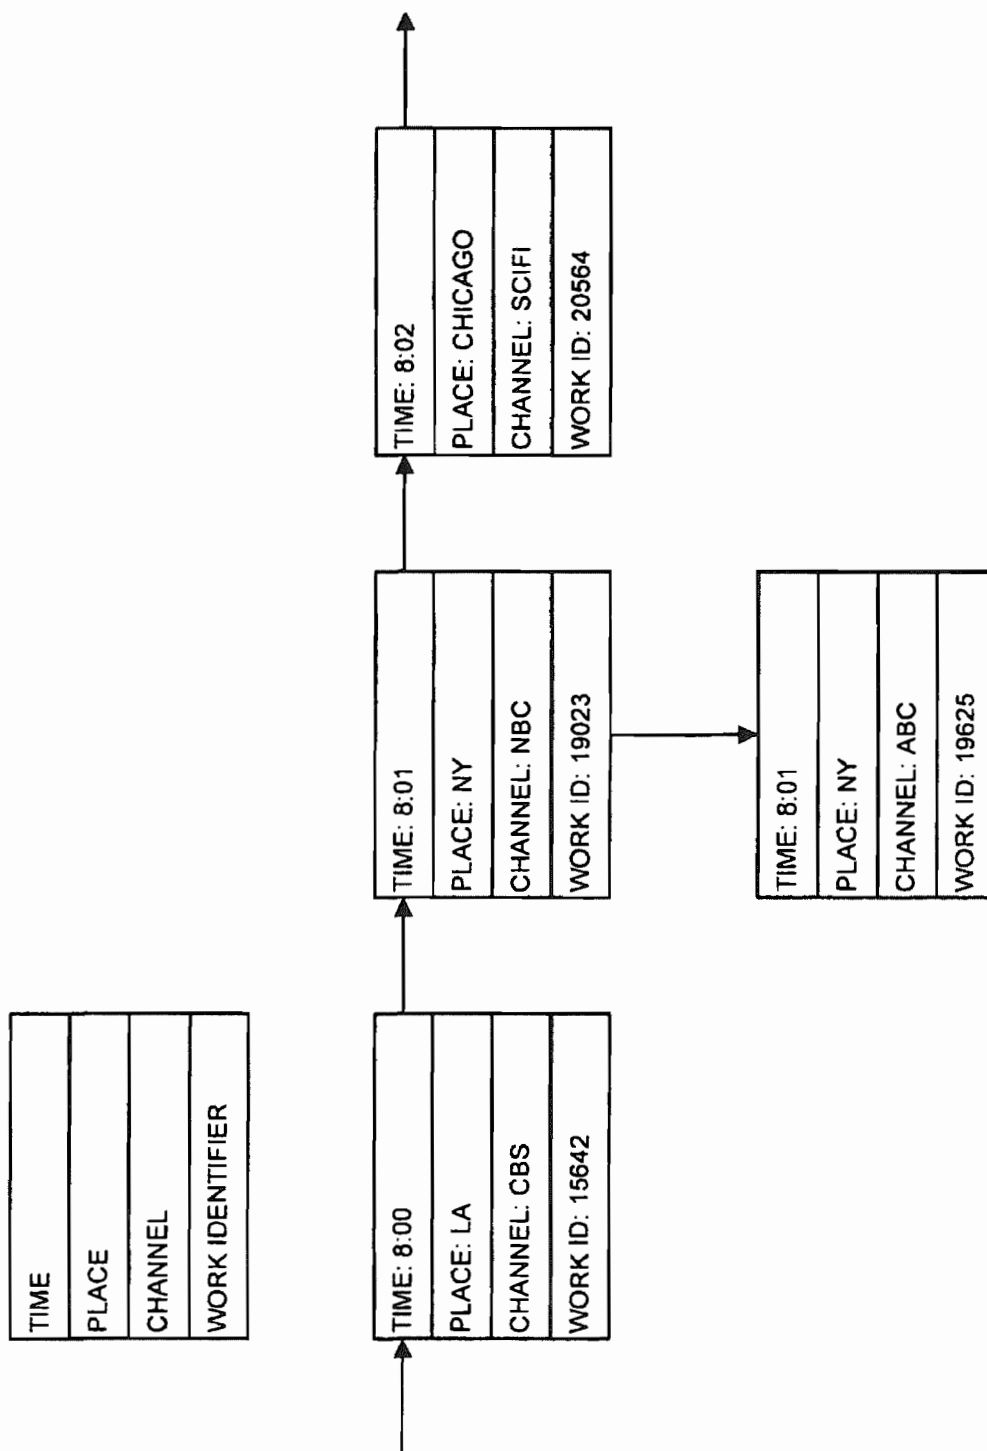 TIME
PLACE
CHANNEL
WORK IDENTIFIER
TIME: 8:00
PLACE: LA
CHANNEL: CBS
WORK ID: 15642
TIME: 8:01
PLACE: NY
CHANNEL: NBC
WORK ID: 19023
TIME: 8:02
PLACE: CHICAGO
CHANNEL: SCIFI
WORK ID: 20564
TIME: 8:01
PLACE: NY
CHANNEL: ABC
WORK ID: 19625